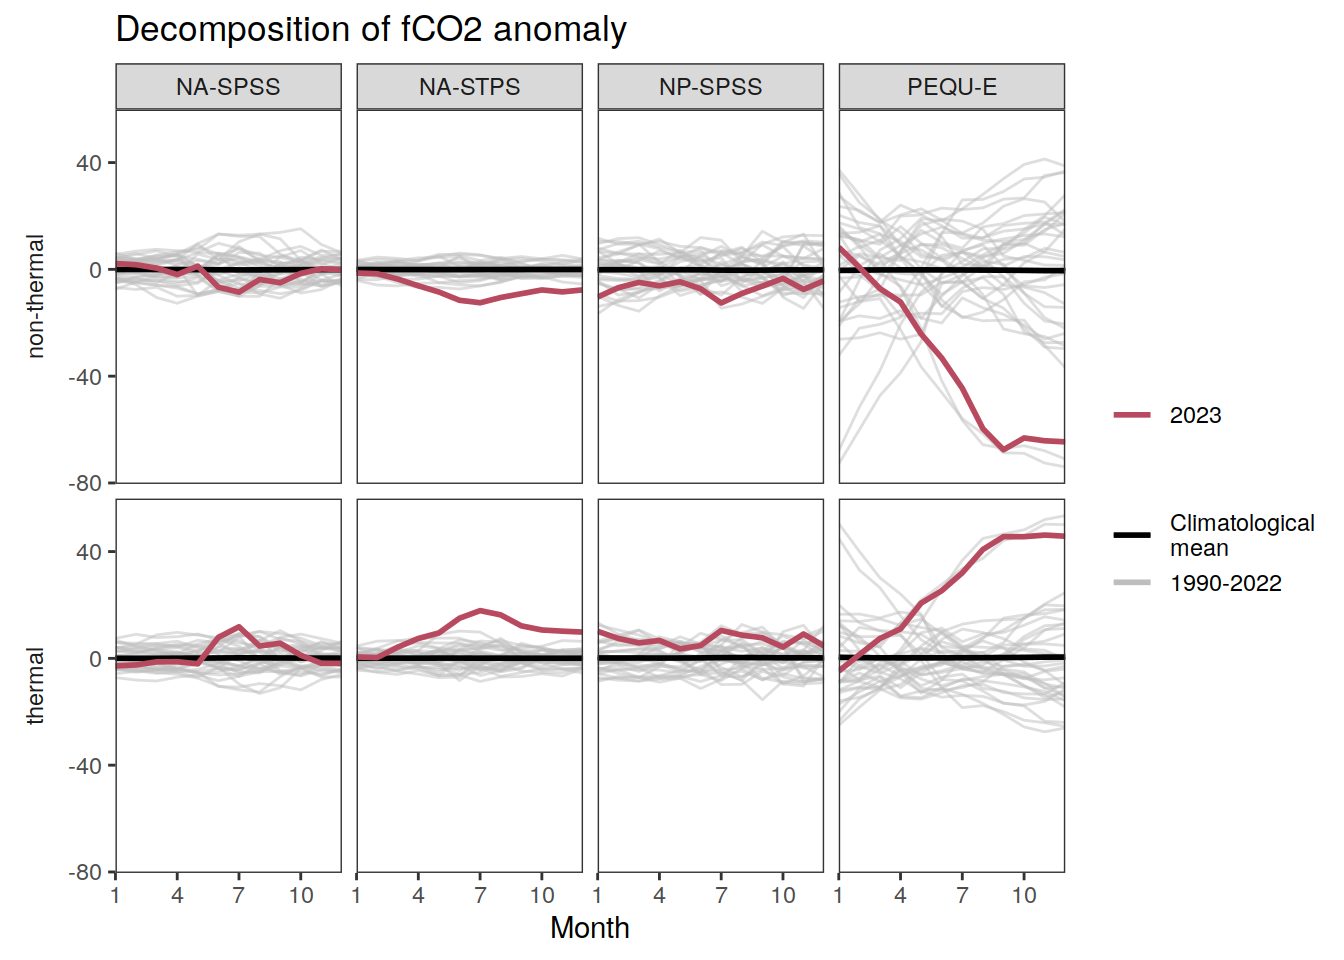 Decomposition of fCO2 anomaly
NA-SPSS
NA-STPS
NP-SPSS
PEQU-E
non-thermal
40
0
-40
-80
thermal
40
0
-40
-80
1 4 7 10
1 4 7 10
1 4 7 10
1 4 7 10
Month
2023
Climatological
mean
1990-2022